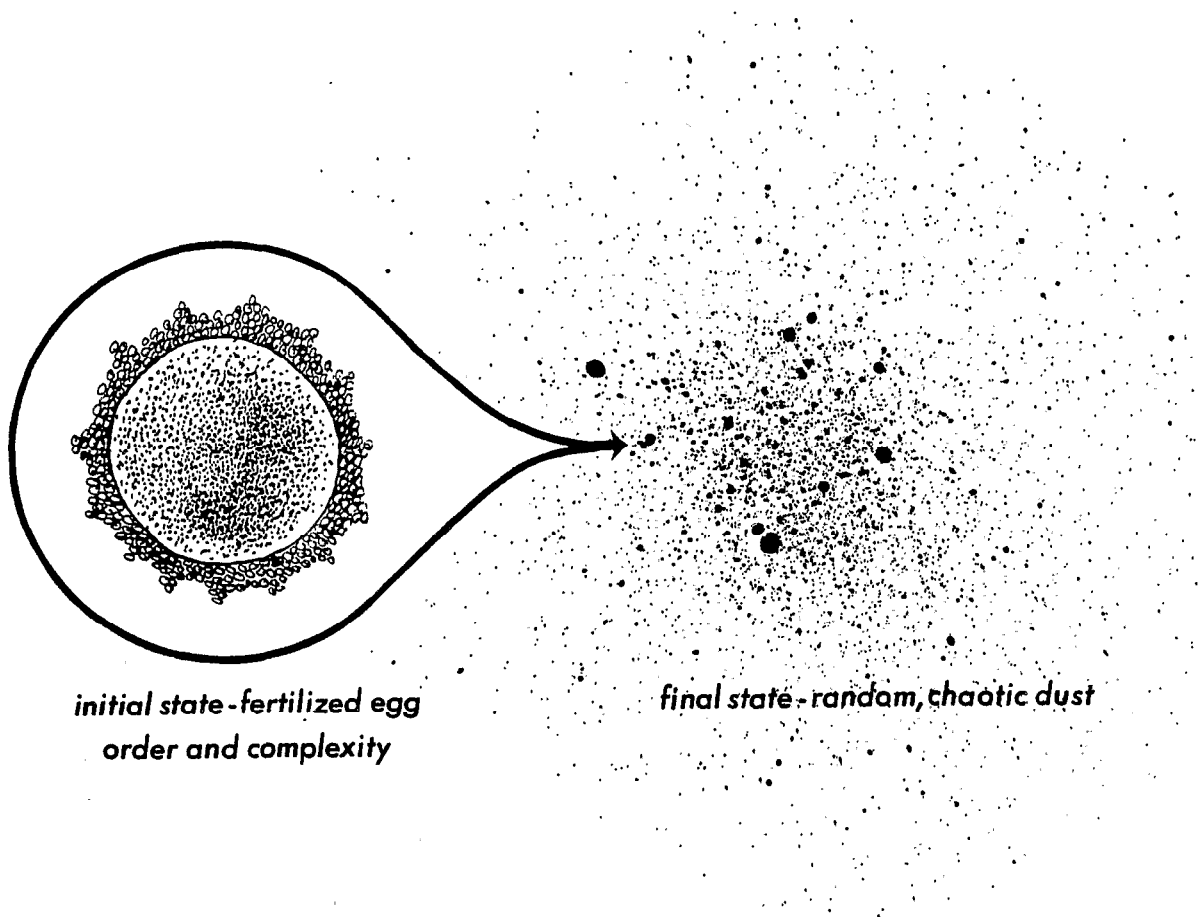 initial state-fertilized egg
order and complexity
final state-random, chaotic dust